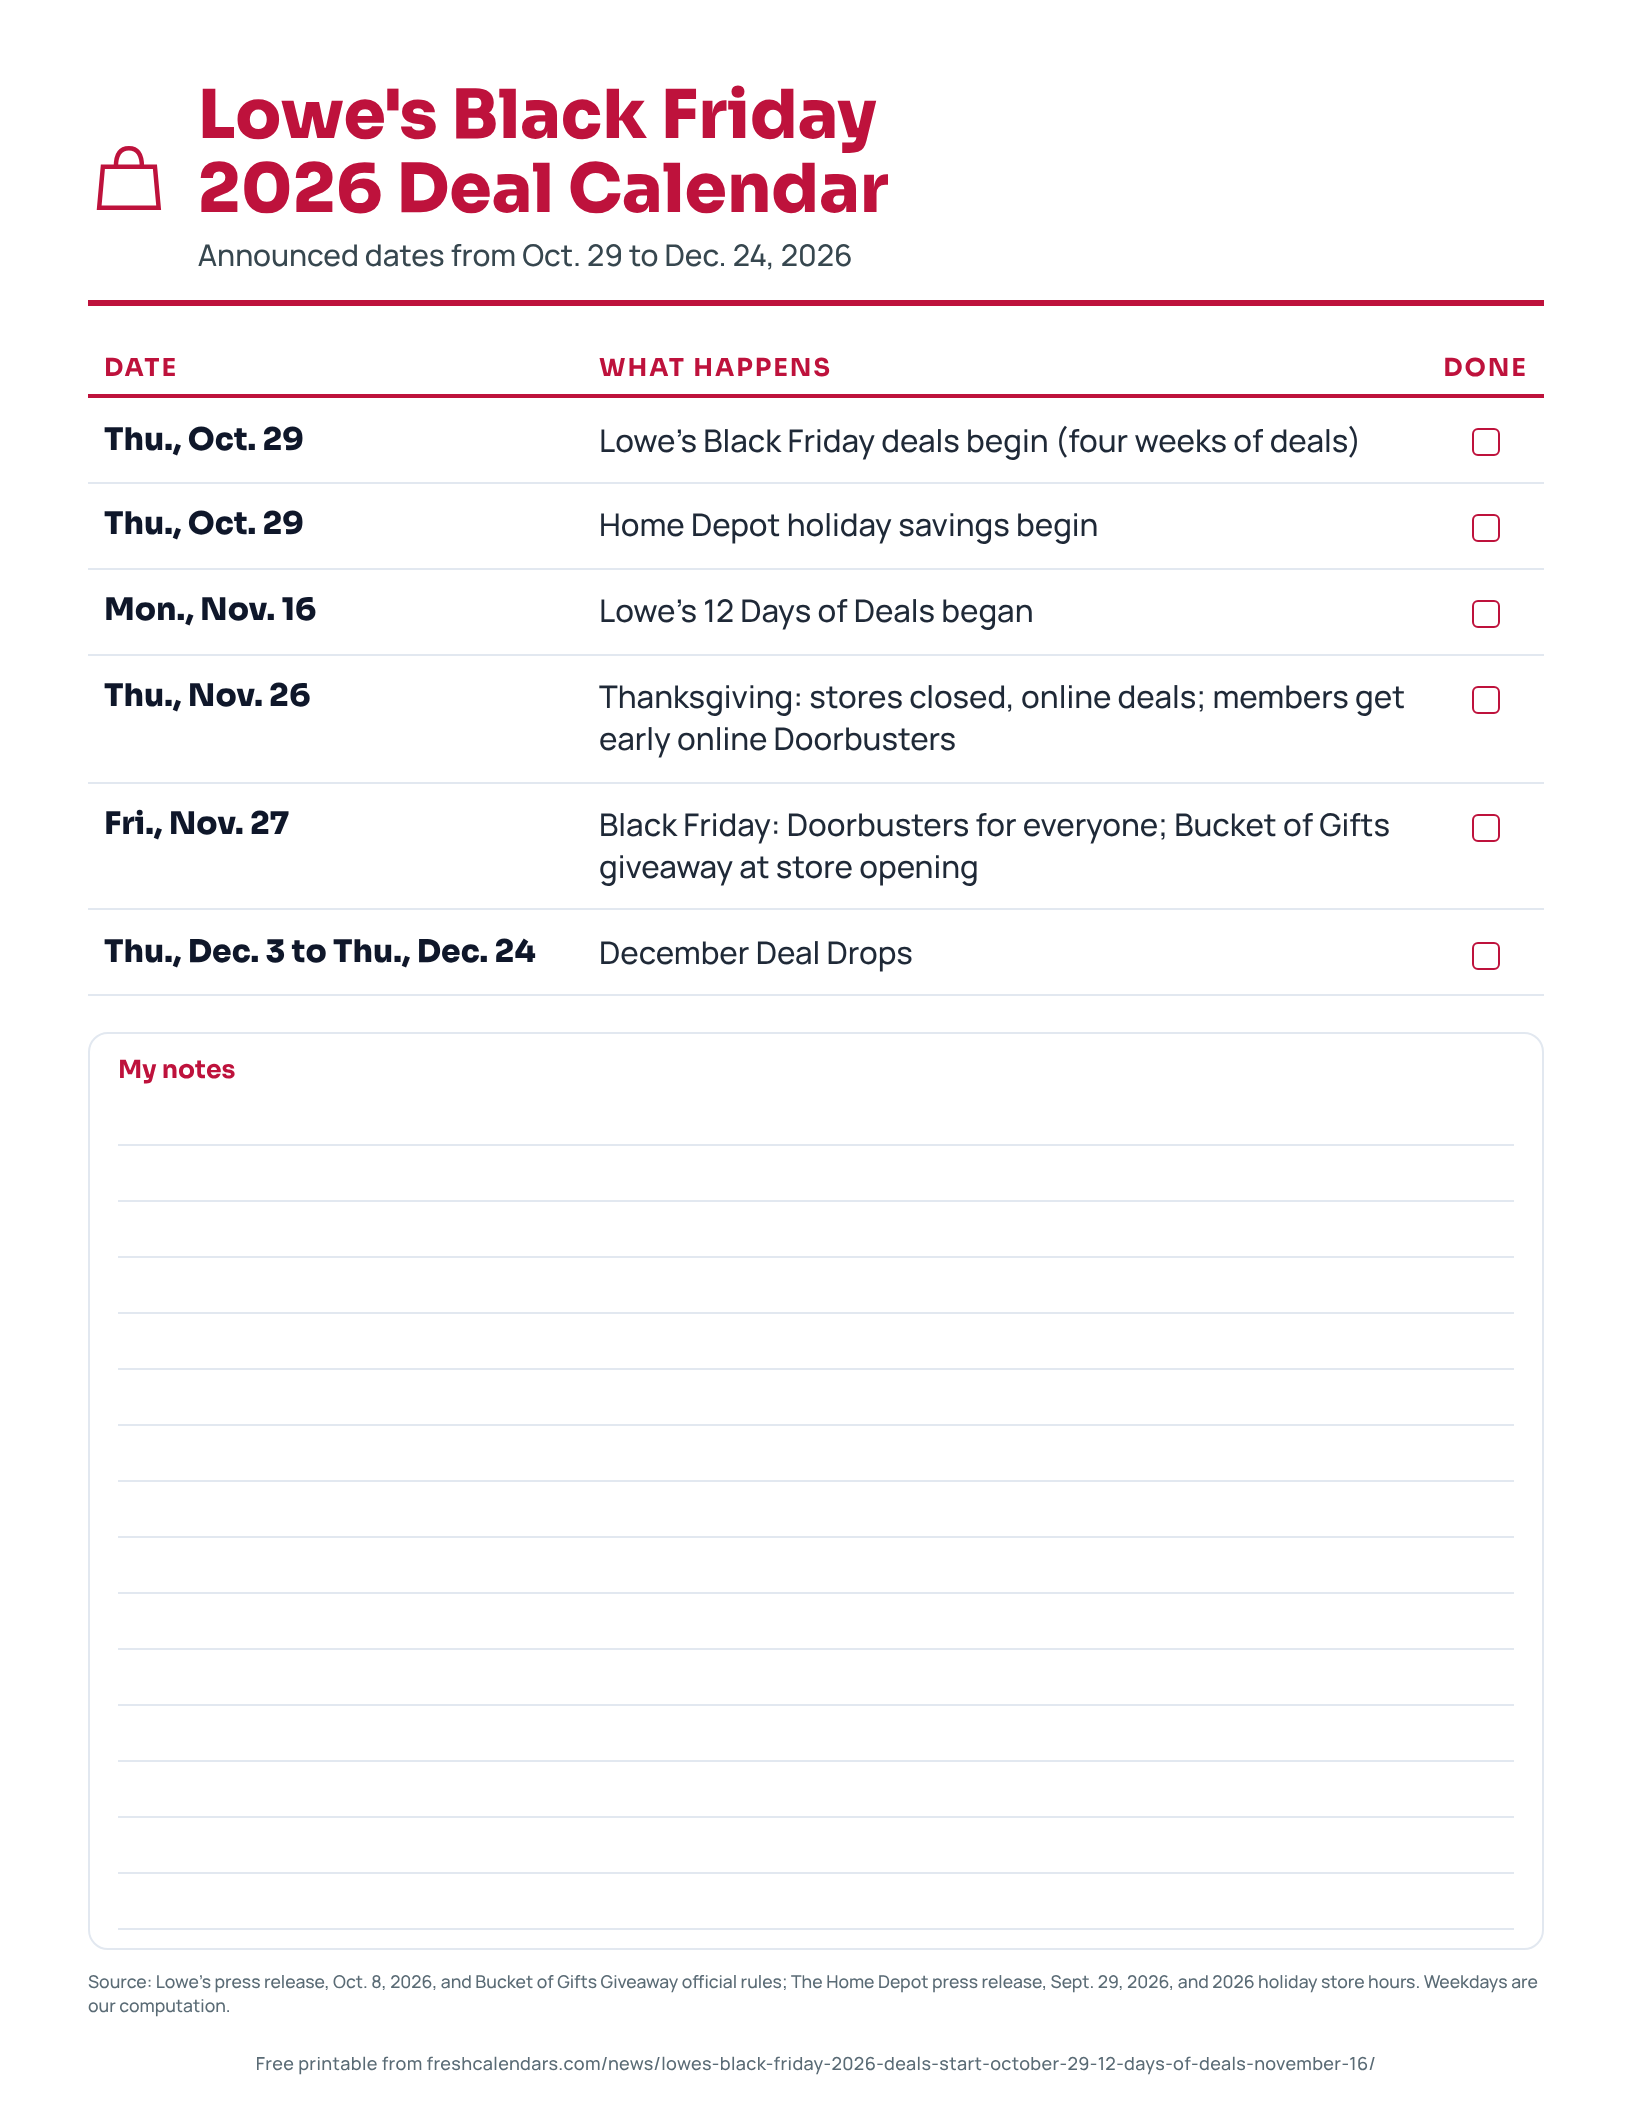 Lowe's Black Friday
2026 Deal Calendar
Announced dates from Oct. 29 to Dec. 24, 2026
DATE WHAT HAPPENS DONE
Thu., Oct. 29 Lowe’s Black Friday deals begin (four weeks of deals)
Thu., Oct. 29 Home Depot holiday savings begin
Mon., Nov. 16 Lowe’s 12 Days of Deals began
Thu., Nov. 26 Thanksgiving: stores closed, online deals; members get
early online Doorbusters
Fri., Nov. 27 Black Friday: Doorbusters for everyone; Bucket of Gifts
giveaway at store opening
Thu., Dec. 3 to Thu., Dec. 24 December Deal Drops
My notes
Source: Lowe’s press release, Oct. 8, 2026, and Bucket of Gifts Giveaway official rules; The Home Depot press release, Sept. 29, 2026, and 2026 holiday store hours. Weekdays are
our computation.
Free printable from freshcalendars.com/news/lowes-black-friday-2026-deals-start-october-29-12-days-of-deals-november-16/